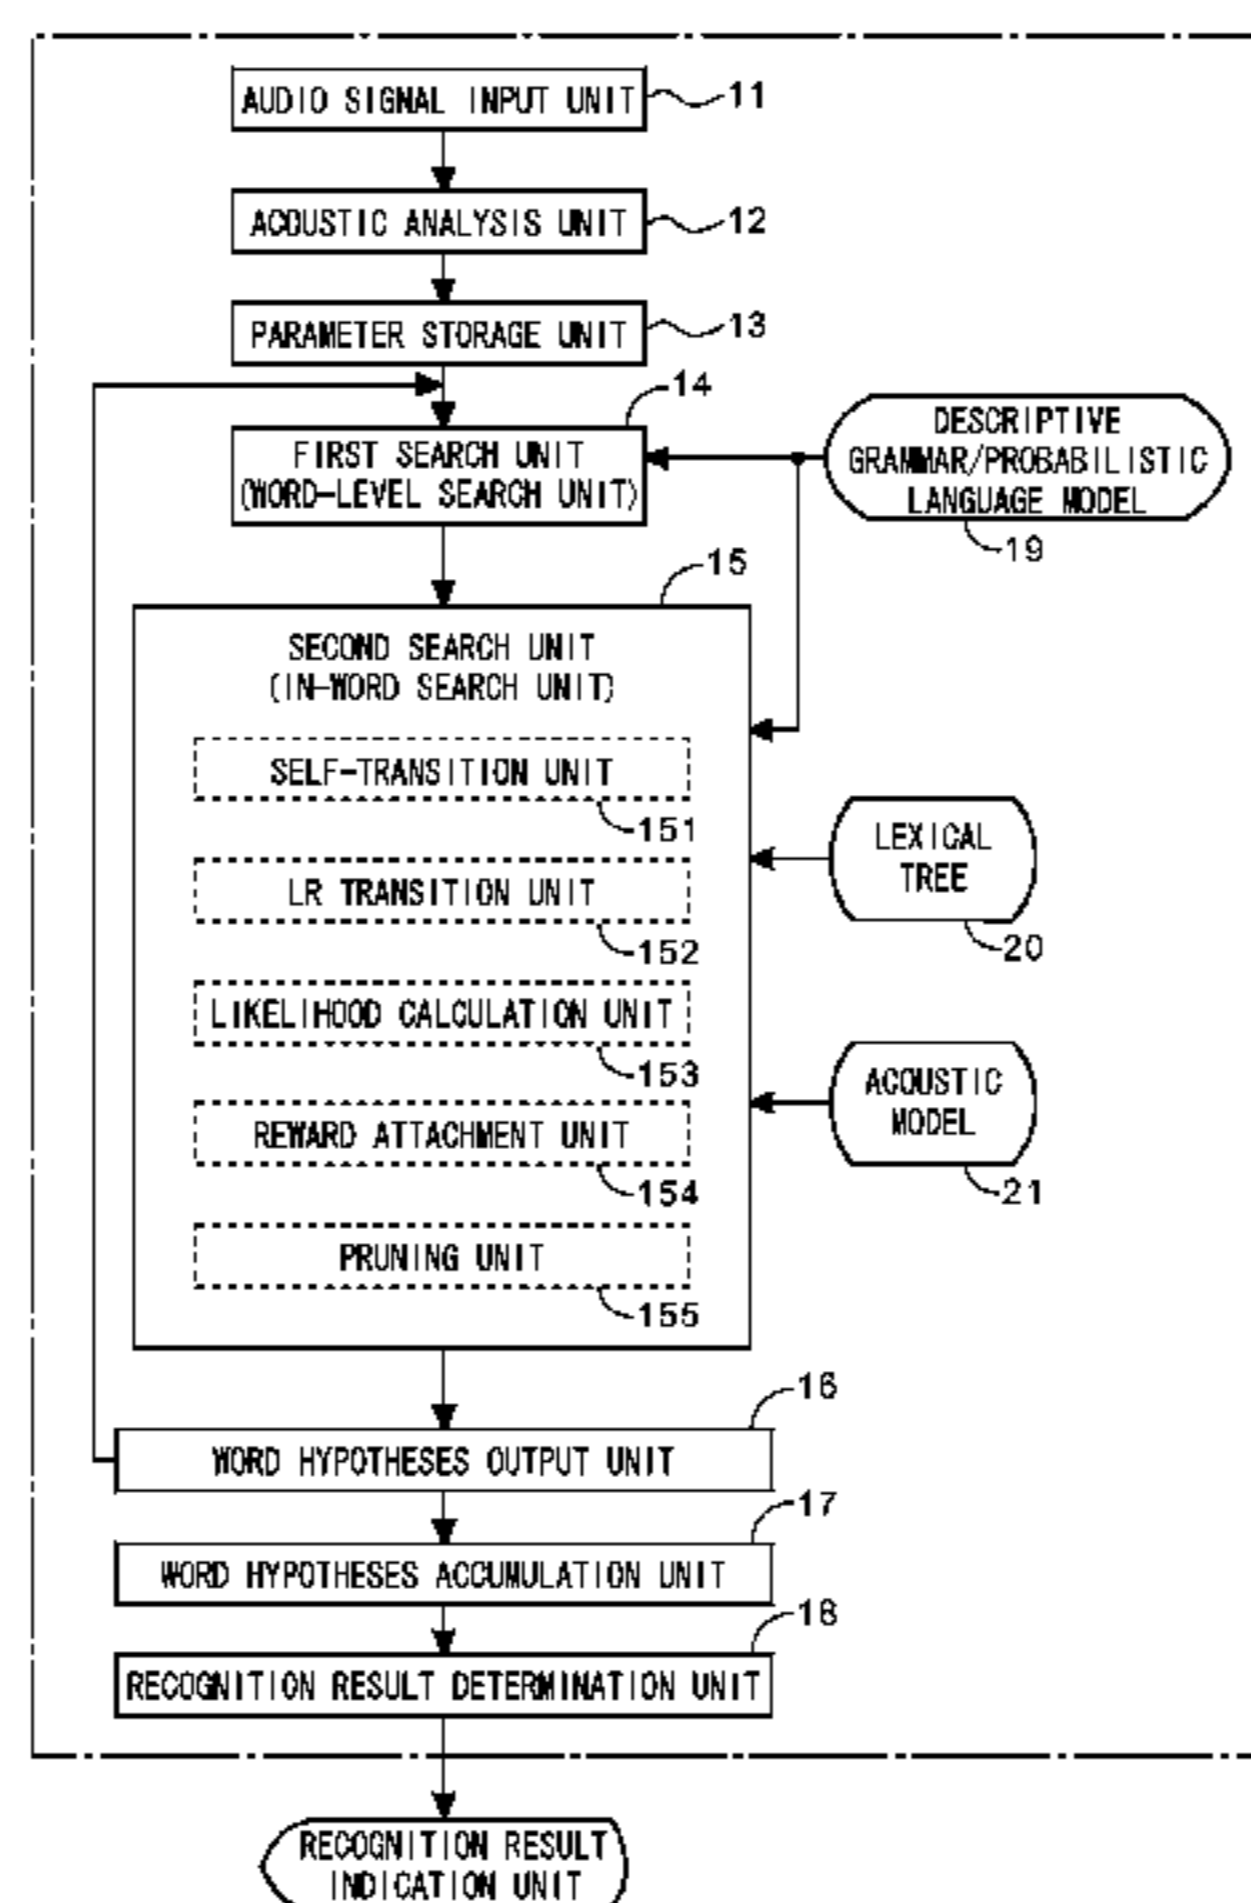 AUDIO SIGNAL INPUT UNIT
11
ACOUSTIC ANALYSIS UNIT
12
PARAMETER STORAGE UNIT
13
14
FIRST SEARCH UNIT
(WORD-LEVEL SEARCH UNIT)
DESCRIPTIVE
GRAMMAR/PROBABILISTIC
LANGUAGE MODEL
19
15
SECOND SEARCH UNIT
(IN-WORD SEARCH UNIT)
SELF-TRANSITION UNIT
151
LR TRANSITION UNIT
152
LIKELIHOOD CALCULATION UNIT
153
REWARD ATTACHMENT UNIT
154
PRUNING UNIT
155
LEXICAL
TREE
20
ACOUSTIC
MODEL
21
16
WORD HYPOTHESES OUTPUT UNIT
17
WORD HYPOTHESES ACCUMULATION UNIT
18
RECOGNITION RESULT DETERMINATION UNIT
RECOGNITION RESULT
INDICATION UNIT